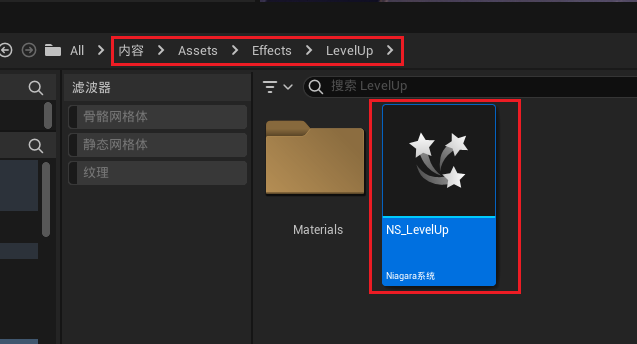 All 内容 Assets Effects LevelUp
滤波器
搜索 LevelUp
骨骼网格体
静态网格体
纹理
Materials
NS_LevelUp
Niagara系统